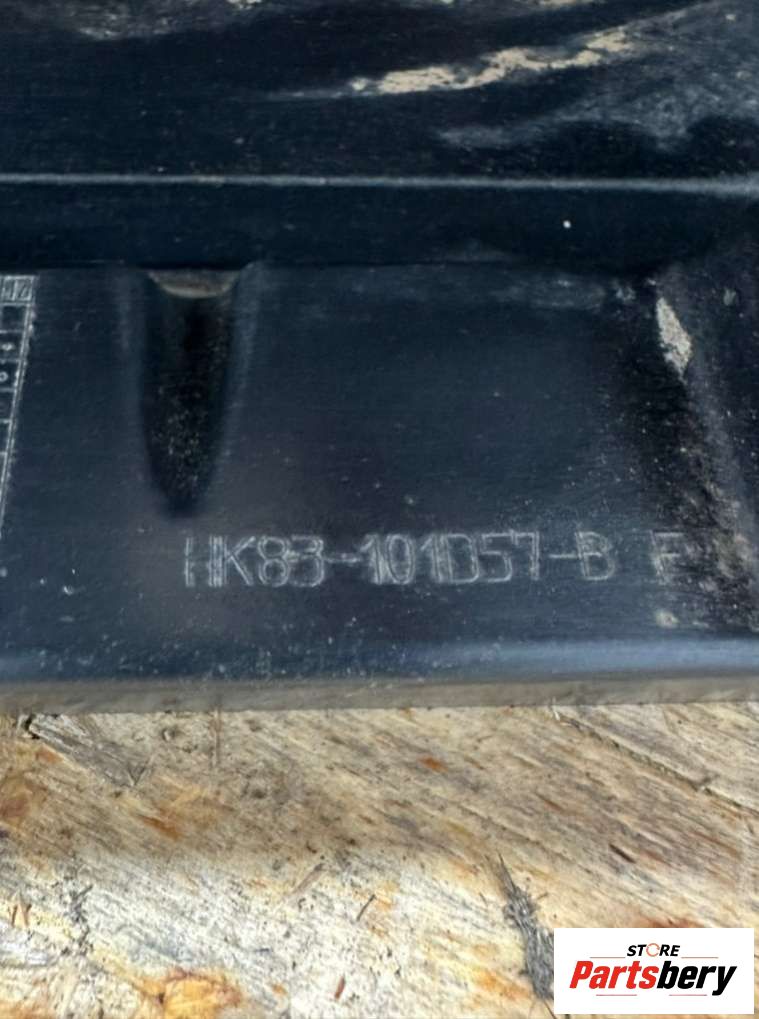 HK83-101D57-B F
STORE
Partsbery